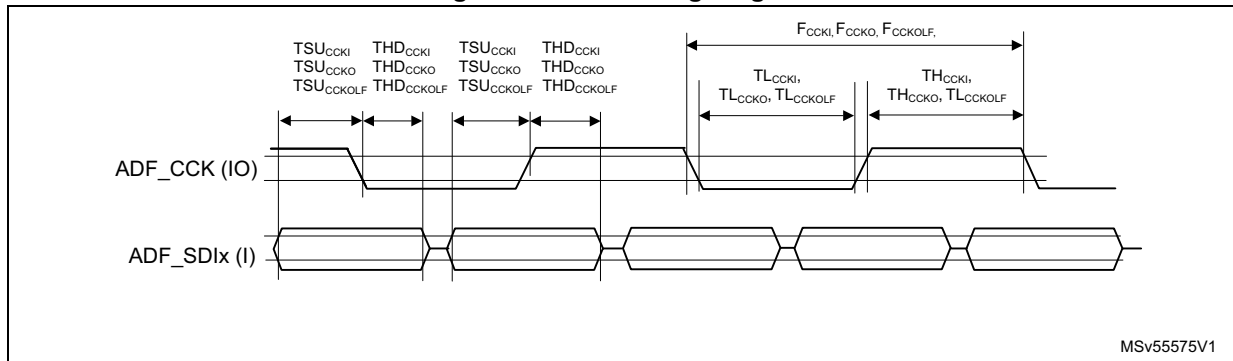 TSUCCKI THDCCKI TSUCCKI THDCCKI
TSUCCKO THDCCKO TSUCCKO THDCCKO
TSUCCKOLF THDCCKOLF TSUCCKOLF THDCCKOLF
FCCKI, FCCKO, FCCKOLF,
TLCCKI,
TLCCKO, TLCCKOLF
THCCKI,
THCCKO, TLCCKOLF
ADF_CCK (IO)
ADF_SDIx (I)
MSv55575V1